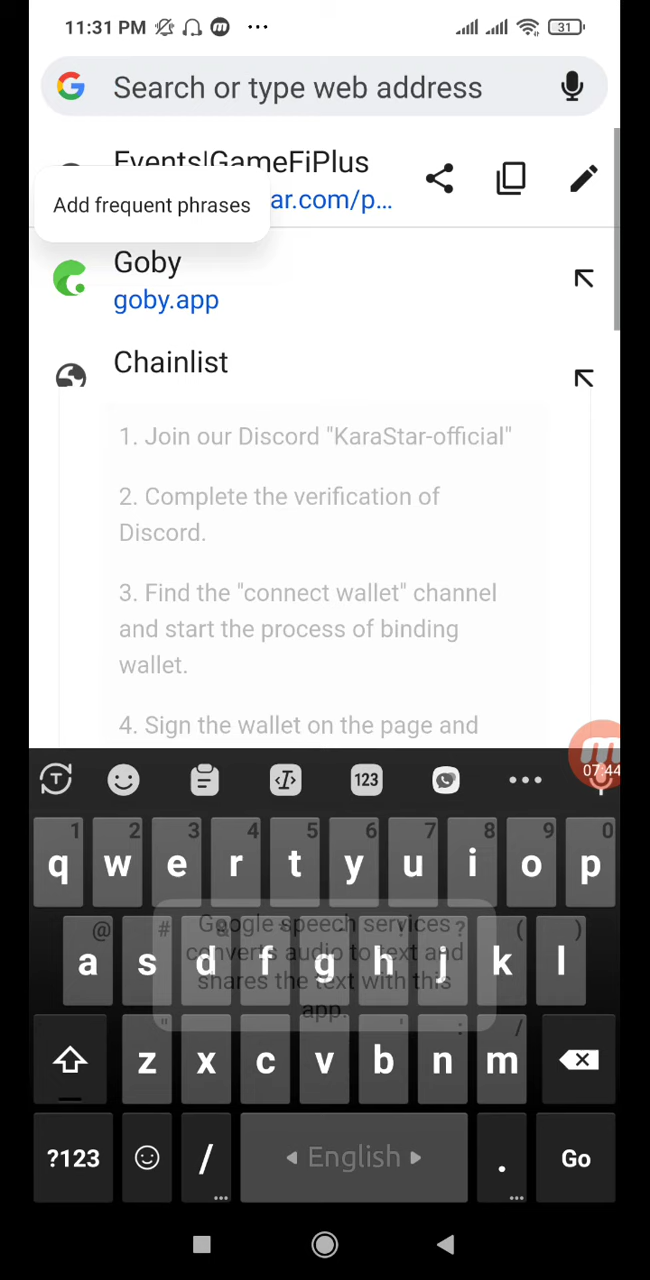 11:31 PM
31
Search or type web address
Events|GameFiPlus
ar.com/p...
Add frequent phrases
Goby
goby.app
Chainlist
1. Join our Discord "KaraStar-official"
2. Complete the verification of
Discord.
3. Find the "connect wallet" channel
and start the process of binding
wallet.
4. Sign the wallet on the page and
07:44
T
123
1 2 3 4 5 6 7 8 9 0
q w e r t y u i o p
@ # & * - ! ? ( )
a s d f g h j k l
Google speech services
converts audio to text and
shares the text with this
app.
" ' : /
z x c v b n m
?123 / English . Go